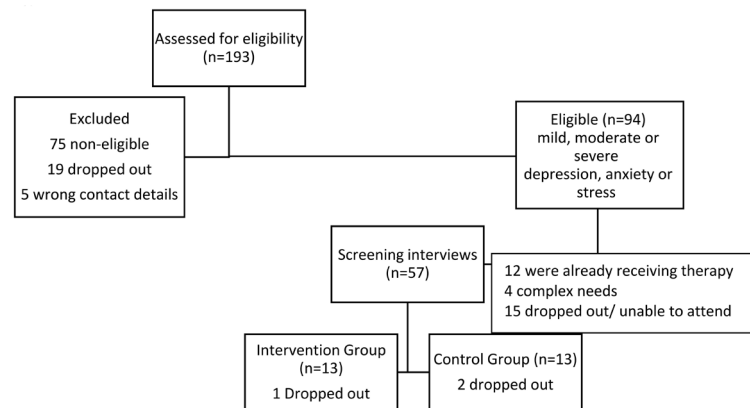 Assessed for eligibility
(n=193)
Excluded
75 non-eligible
19 dropped out
5 wrong contact details
Eligible (n=94)
mild, moderate or
severe
depression, anxiety or
stress
Screening interviews
(n=57)
12 were already receiving therapy
4 complex needs
15 dropped out/ unable to attend
Intervention Group
(n=13)
1 Dropped out
Control Group (n=13)
2 dropped out